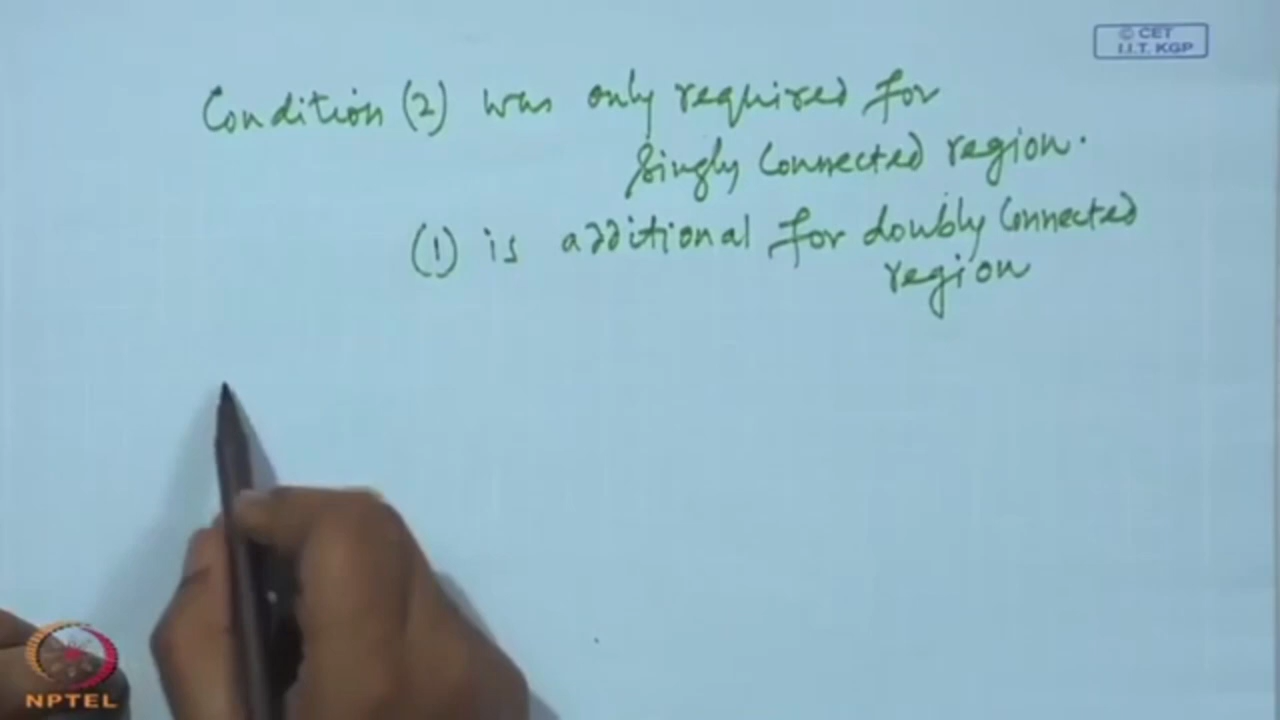 © CET
I.I.T. KGP
Condition (2) was only required for
singly connected region.
(1) is additional for doubly connected
region
NPTEL